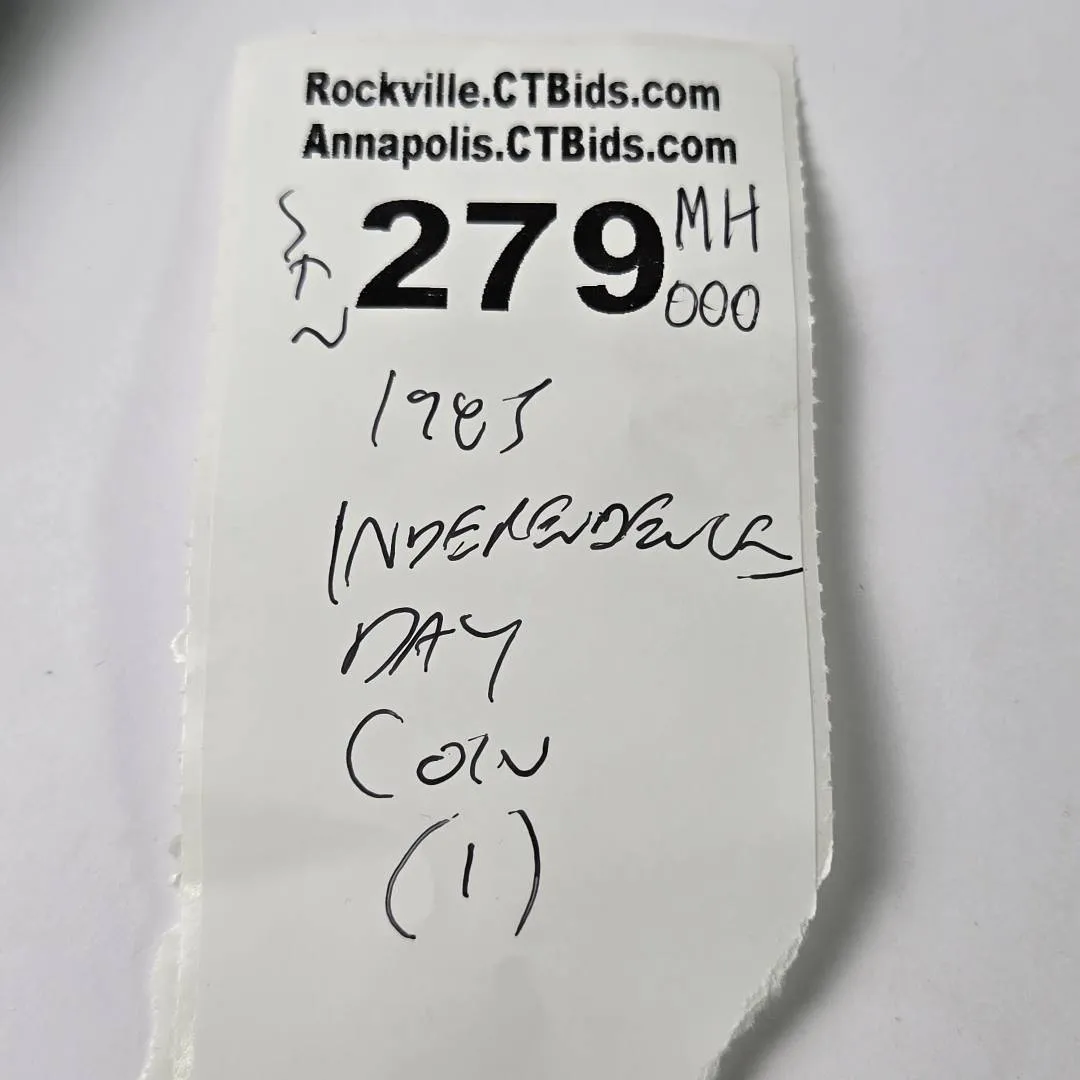 Rockville.CTBids.com
Annapolis.CTBids.com
279 MH
000
1985
INDEPENDENCE
DAY
COIN
(1)